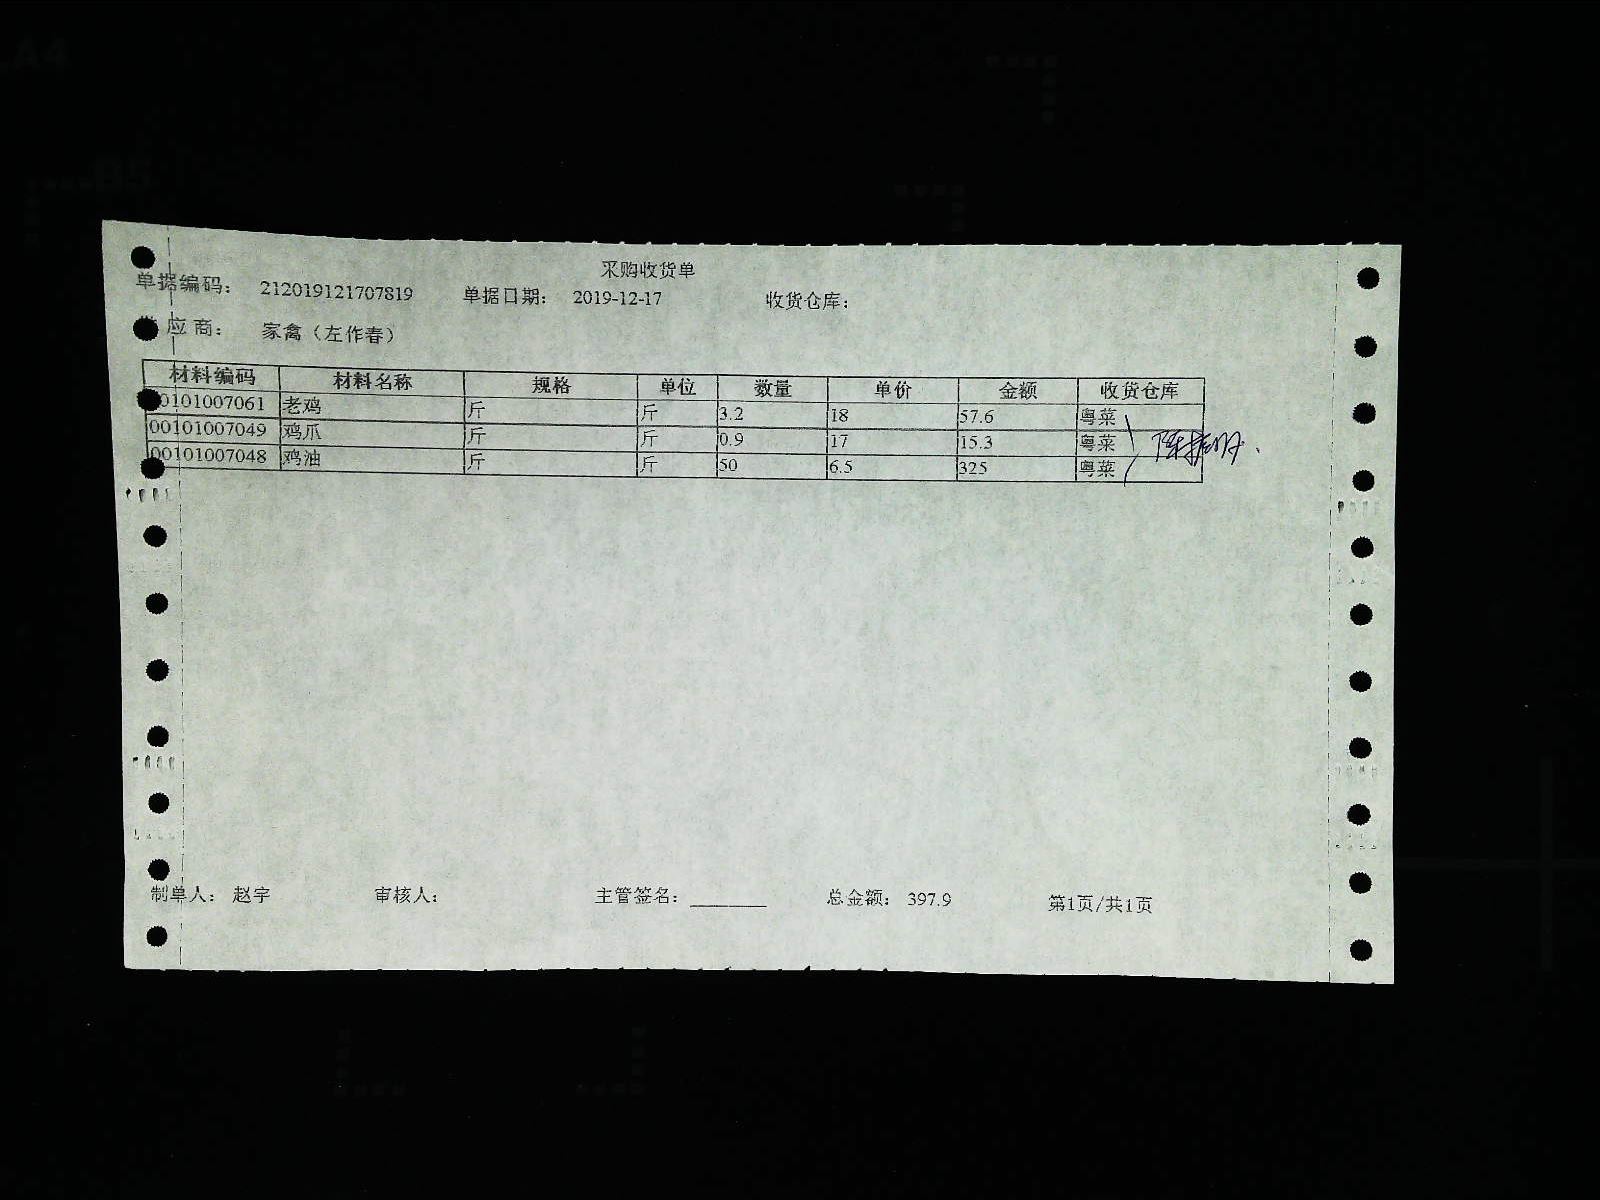 采购收货单
单据编码： 212019121707819 单据日期： 2019-12-17 收货仓库：
应商： 家禽（左作春）
材料编码 材料名称 规格 单位 数量 单价 金额 收货仓库
00101007061 老鸡 斤 斤 3.2 18 57.6 粤菜
00101007049 鸡爪 斤 斤 0.9 17 15.3 粤菜
00101007048 鸡油 斤 斤 50 6.5 325 粤菜
制单人： 赵宇 审核人： 主管签名： 总金额： 397.9 第1页/共1页